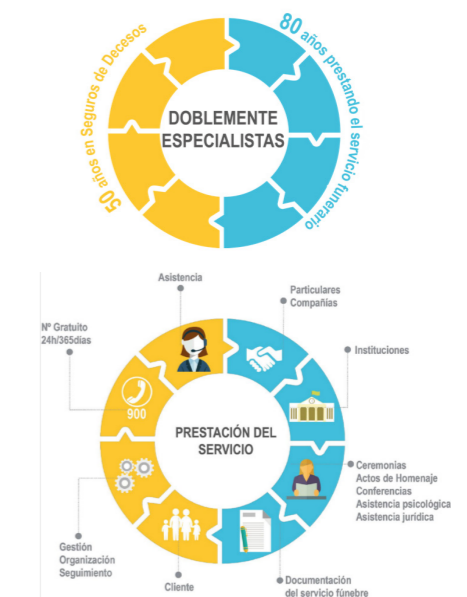 50 años en Seguros de Decesos
80 años prestando el servicio funerario
DOBLEMENTE
ESPECIALISTAS
Asistencia
Particulares
Compañias
Nº Gratuito
24h/365días
Instituciones
900
PRESTACIÓN DEL
SERVICIO
Ceremonias
Actos de Homenaje
Conferencias
Asistencia psicológica
Asistencia jurídica
Gestión
Organización
Seguimiento
Cliente
Documentación
del servicio fúnebre